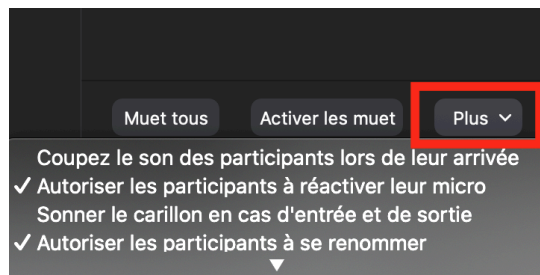 Muet tous Activer les muet Plus
Coupez le son des participants lors de leur arrivée
✓ Autoriser les participants à réactiver leur micro
Sonner le carillon en cas d'entrée et de sortie
✓ Autoriser les participants à se renommer